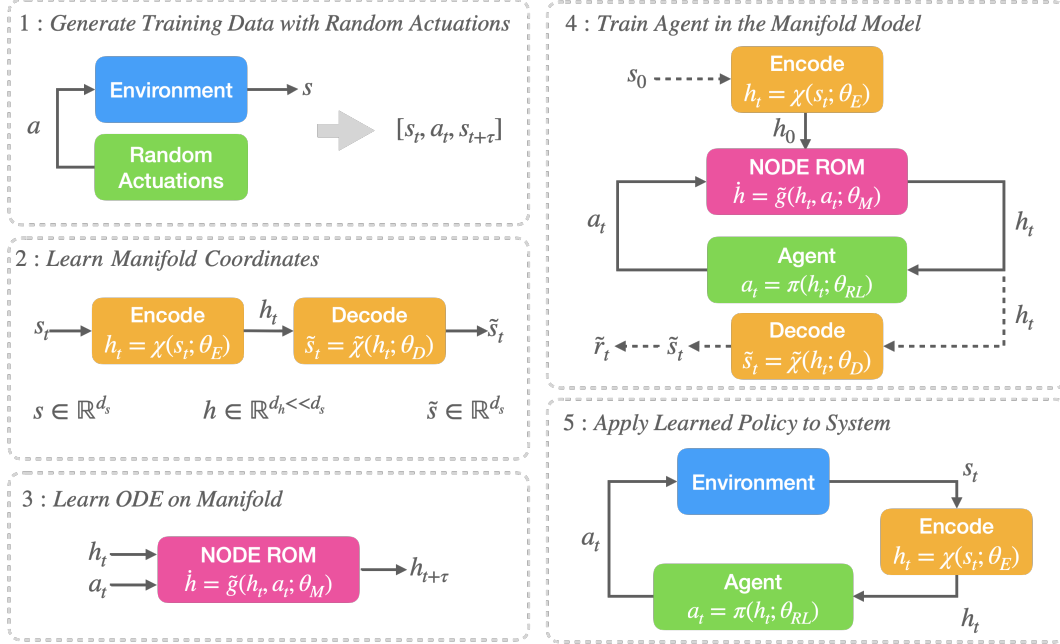 1 : Generate Training Data with Random Actuations
Environment
s
a
Random
Actuations
[s_t, a_t, s_{t+τ}]
2 : Learn Manifold Coordinates
s_t
Encode
h_t = χ(s_t; θ_E)
h_t
Decode
s̃_t = χ̃(h_t; θ_D)
s̃_t
s ∈ ℝ^{d_s}
h ∈ ℝ^{d_h<<d_s}
s̃ ∈ ℝ^{d_s}
3 : Learn ODE on Manifold
h_t
a_t
NODE ROM
ḣ = g̃(h_t, a_t; θ_M)
h_{t+τ}
4 : Train Agent in the Manifold Model
s_0
Encode
h_t = χ(s_t; θ_E)
h_0
NODE ROM
ḣ = g̃(h_t, a_t; θ_M)
a_t
h_t
Agent
a_t = π(h_t; θ_{RL})
h_t
r̃_t
s̃_t
Decode
s̃_t = χ̃(h_t; θ_D)
5 : Apply Learned Policy to System
Environment
s_t
a_t
Encode
h_t = χ(s_t; θ_E)
Agent
a_t = π(h_t; θ_{RL})
h_t